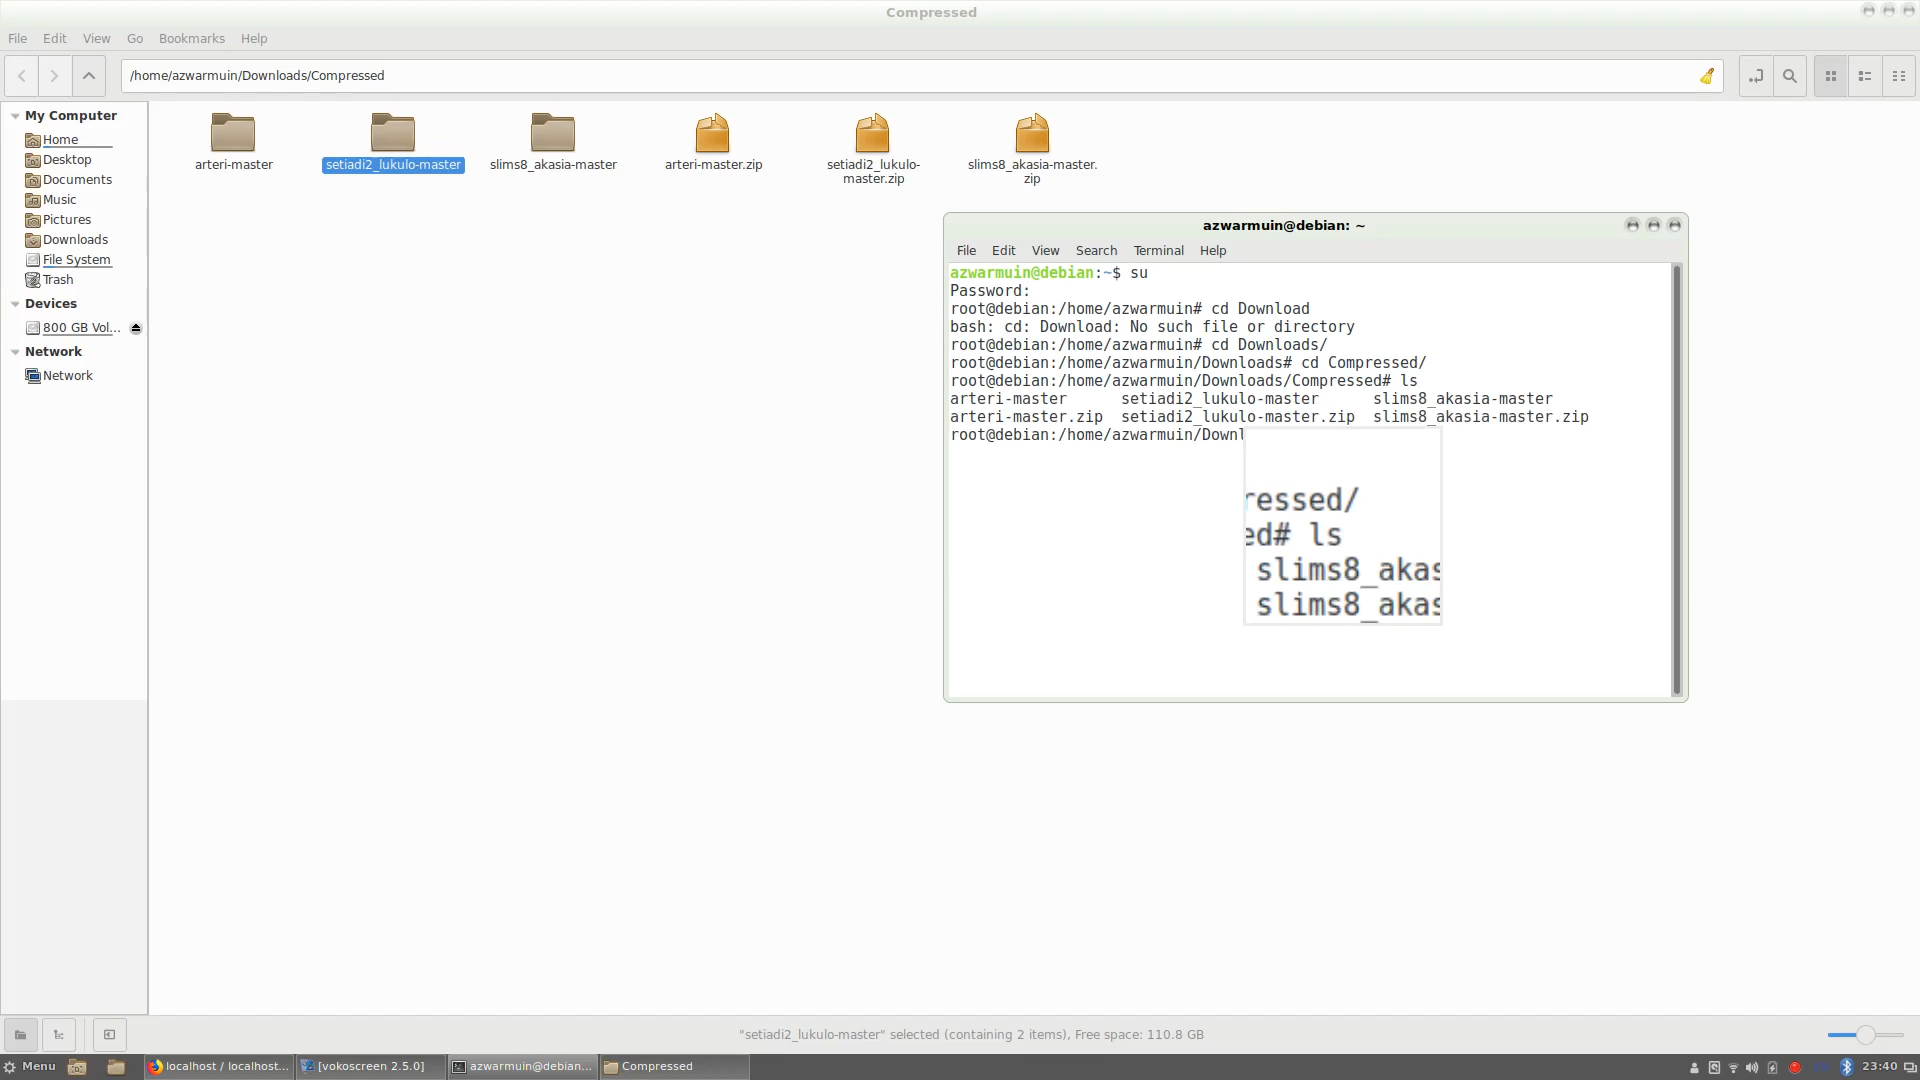 Compressed
File Edit View Go Bookmarks Help
/home/azwarmuin/Downloads/Compressed
My Computer
Home
Desktop
Documents
Music
Pictures
Downloads
File System
Trash
Devices
800 GB Vol...
Network
Network
arteri-master
setiadi2_lukulo-master
slims8_akasia-master
arteri-master.zip
setiadi2_lukulo-
master.zip
slims8_akasia-master.
zip
azwarmuin@debian: ~
File Edit View Search Terminal Help
azwarmuin@debian:~$ su
Password:
root@debian:/home/azwarmuin# cd Download
bash: cd: Download: No such file or directory
root@debian:/home/azwarmuin# cd Downloads/
root@debian:/home/azwarmuin/Downloads# cd Compressed/
root@debian:/home/azwarmuin/Downloads/Compressed# ls
arteri-master setiadi2_lukulo-master slims8_akasia-master
arteri-master.zip setiadi2_lukulo-master.zip slims8_akasia-master.zip
root@debian:/home/azwarmuin/Downl
ressed/
ed# ls
slims8_akas
slims8_akas
"setiadi2_lukulo-master" selected (containing 2 items), Free space: 110.8 GB
Menu
localhost / localhost...
[vokoscreen 2.5.0]
azwarmuin@debian...
Compressed
23:40